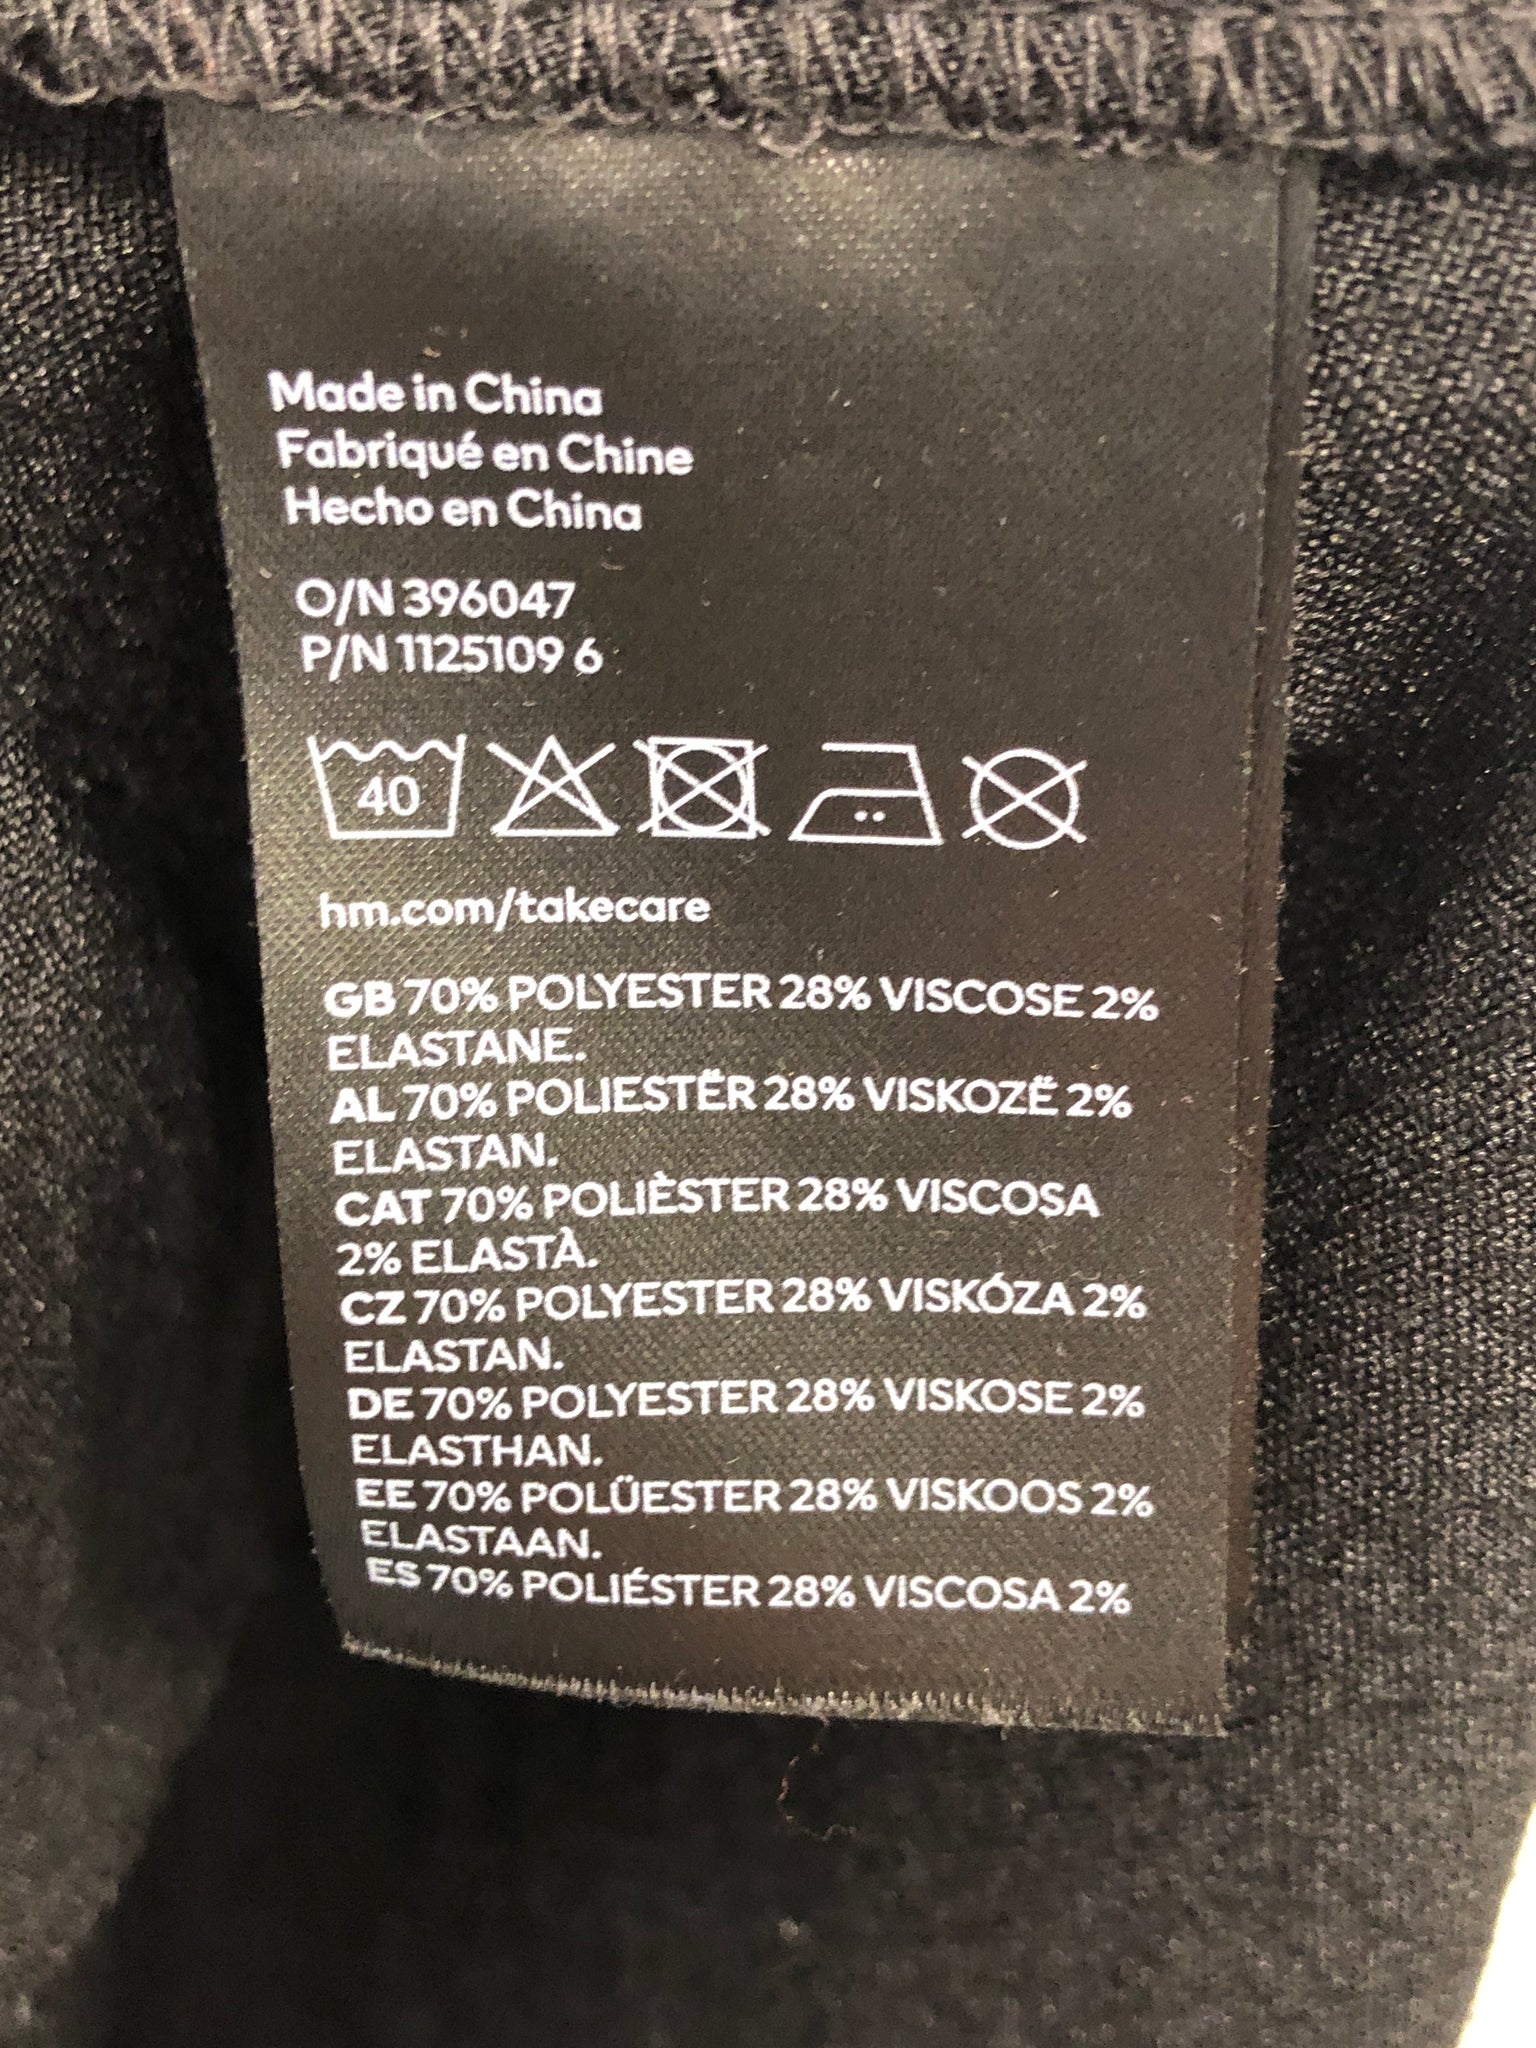 Made in China
Fabriqué en Chine
Hecho en China
O/N 396047
P/N 1125109 6
40
hm.com/takecare
GB 70% POLYESTER 28% VISCOSE 2%
ELASTANE.
AL 70% POLIESTËR 28% VISKOZË 2%
ELASTAN.
CAT 70% POLIÈSTER 28% VISCOSA
2% ELASTÀ.
CZ 70% POLYESTER 28% VISKÓZA 2%
ELASTAN.
DE 70% POLYESTER 28% VISKOSE 2%
ELASTHAN.
EE 70% POLÜESTER 28% VISKOOS 2%
ELASTAAN.
ES 70% POLIÉSTER 28% VISCOSA 2%